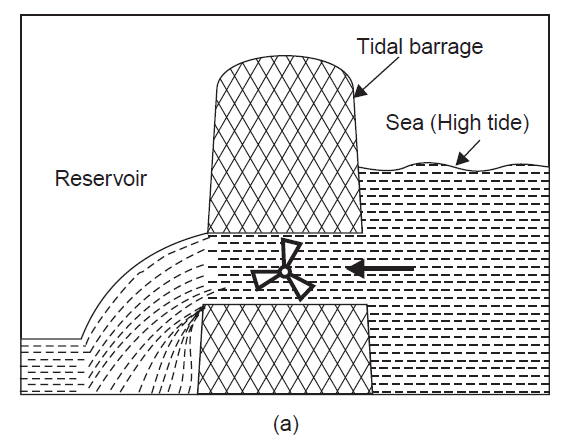 Tidal barrage
Sea (High tide)
Reservoir
(a)